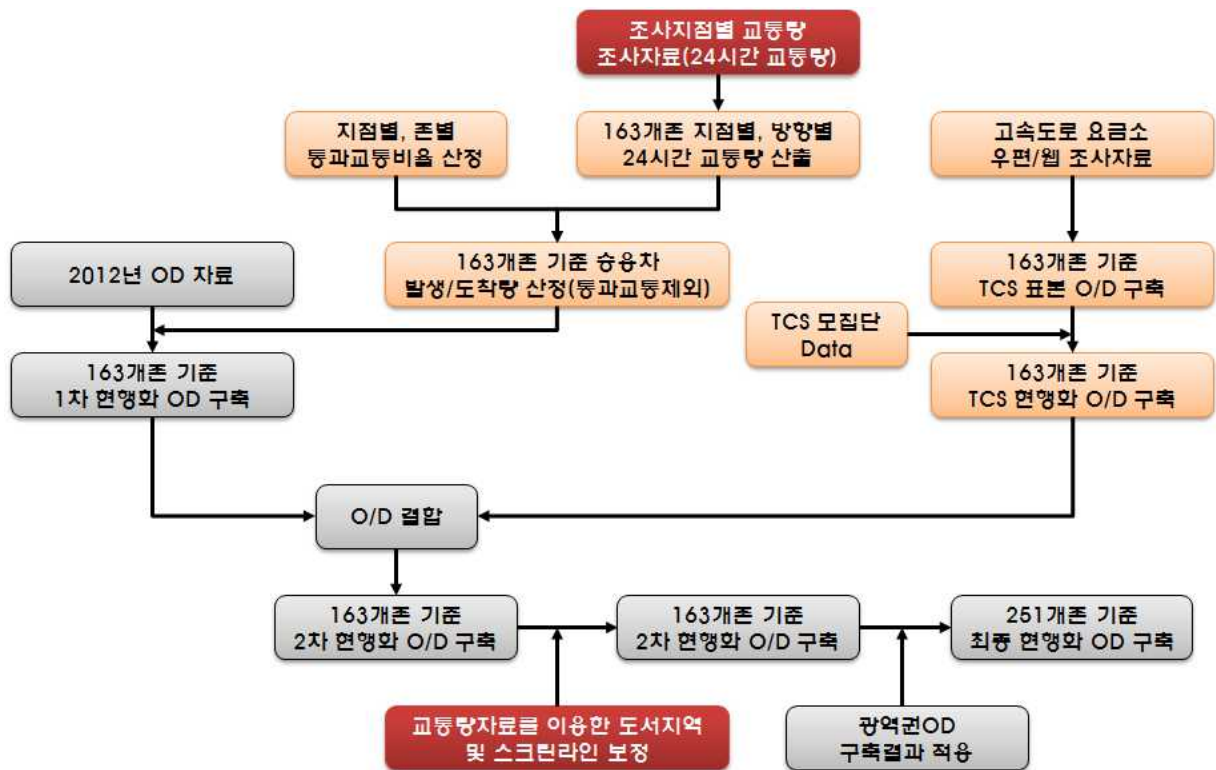 조사지점별 교통량
조사자료(24시간 교통량)
지점별, 존별
통과교통비율 산정
163개존 지점별, 방향별
24시간 교통량 산출
고속도로 요금소
우편/웹 조사자료
2012년 OD 자료
163개존 기준 승용차
발생/도착량 산정(통과교통제외)
163개존 기준
TCS 표본 O/D 구축
TCS 모집단
Data
163개존 기준
1차 현행화 OD 구축
163개존 기준
TCS 현행화 O/D 구축
O/D 결합
163개존 기준
2차 현행화 O/D 구축
163개존 기준
2차 현행화 O/D 구축
251개존 기준
최종 현행화 OD 구축
교통량자료를 이용한 도서지역
및 스크린라인 보정
광역권OD
구축결과 적용